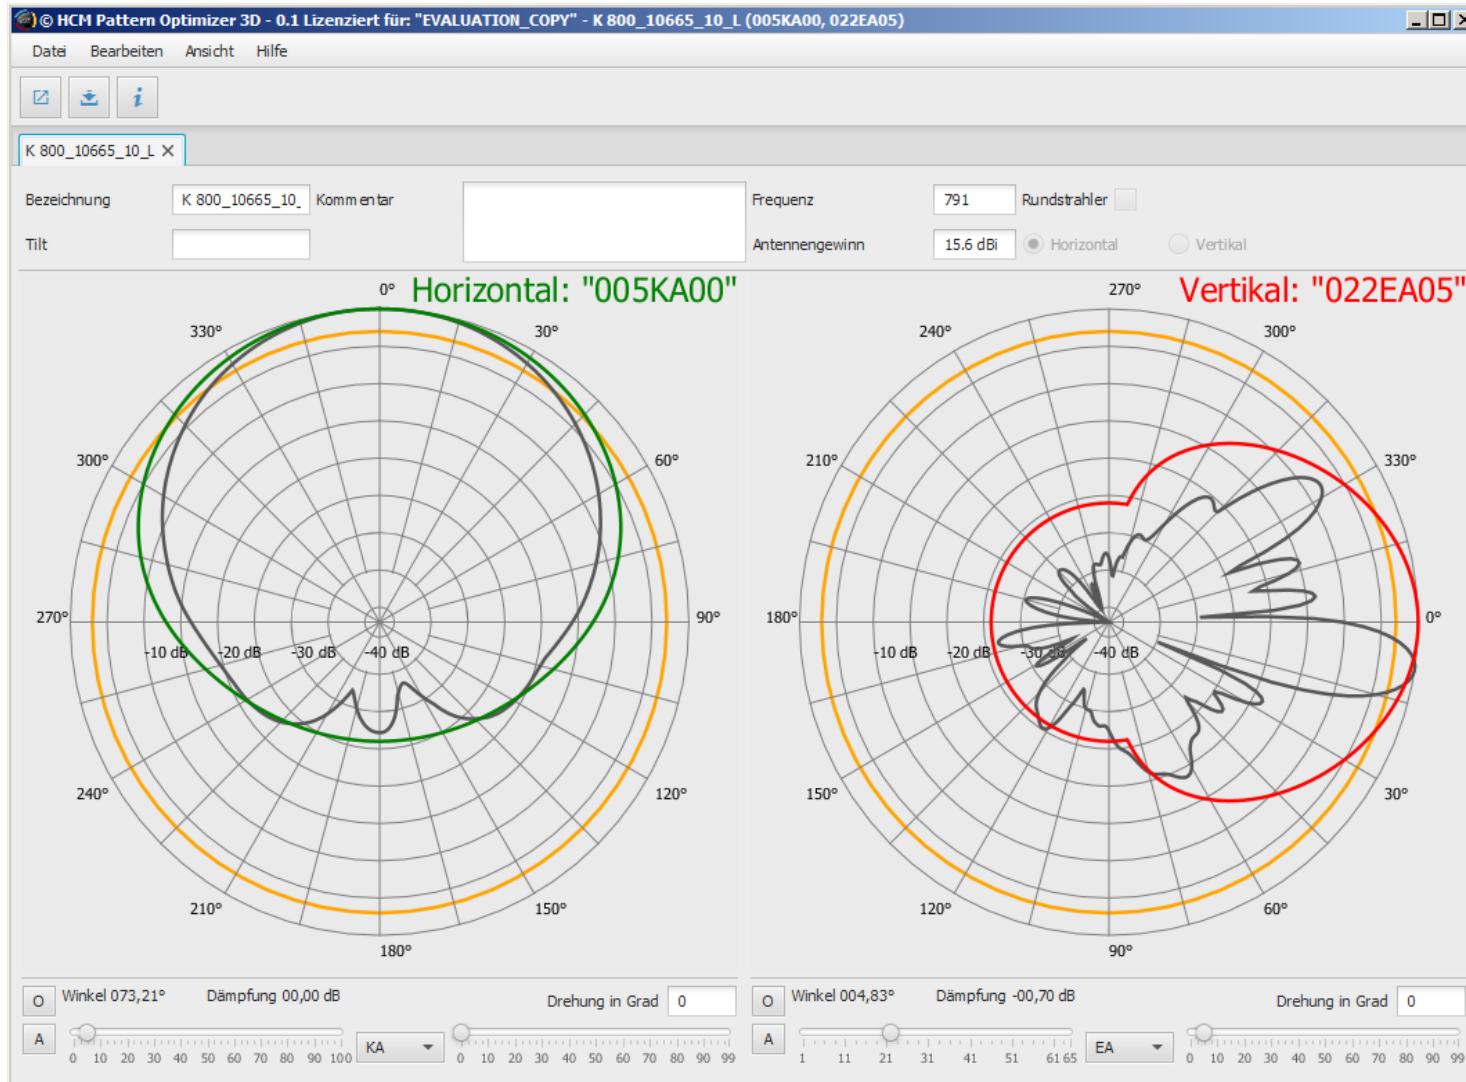 © HCM Pattern Optimizer 3D - 0.1 Lizenziert für: "EVALUATION_COPY" - K 800_10665_10_L (005KA00, 022EA05)
Datei Bearbeiten Ansicht Hilfe
K 800_10665_10_L
Bezeichnung K 800_10665_10_ Kommentar Frequenz 791 Rundstrahler
Tilt Antennengewinn 15.6 dBi Horizontal Vertikal
Horizontal: "005KA00"
0°
330° 30°
300° 60°
270° 90°
-10 dB -20 dB -30 dB -40 dB
240° 120°
210° 150°
180°
Vertikal: "022EA05"
270°
240° 300°
210° 330°
180° 0°
-10 dB -20 dB -30 dB -40 dB
150° 30°
120° 60°
90°
O Winkel 073,21° Dämpfung 00,00 dB Drehung in Grad 0
A 0 10 20 30 40 50 60 70 80 90 100 KA 0 10 20 30 40 50 60 70 80 90 99
O Winkel 004,83° Dämpfung -00,70 dB Drehung in Grad 0
A 1 11 21 31 41 51 61 65 EA 0 10 20 30 40 50 60 70 80 90 99